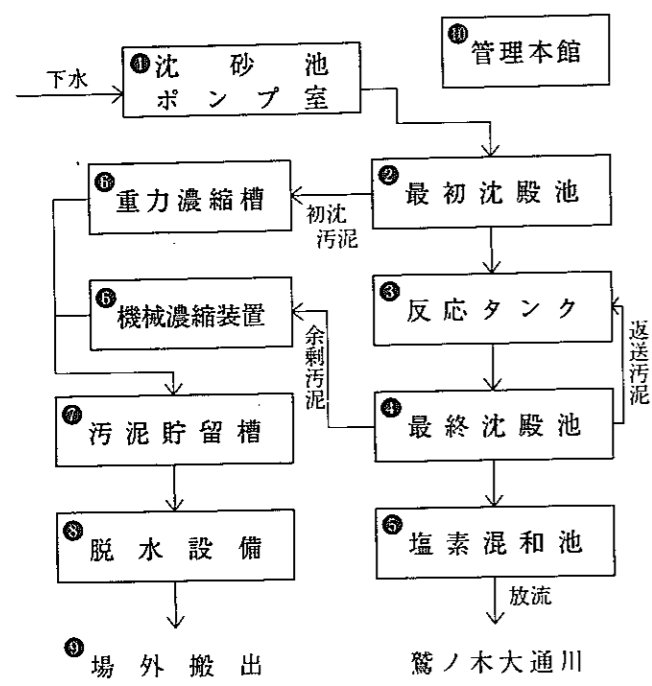 ❿管理本館
下水
❶沈砂池
ポンプ室
❷最初沈殿池
初沈
汚泥
❻重力濃縮槽
❸反応タンク
❻機械濃縮装置
余剰汚泥
返送汚泥
❹最終沈殿池
❼汚泥貯留槽
❺塩素混和池
❽脱水設備
放流
❾場外搬出
鷲ノ木大通川